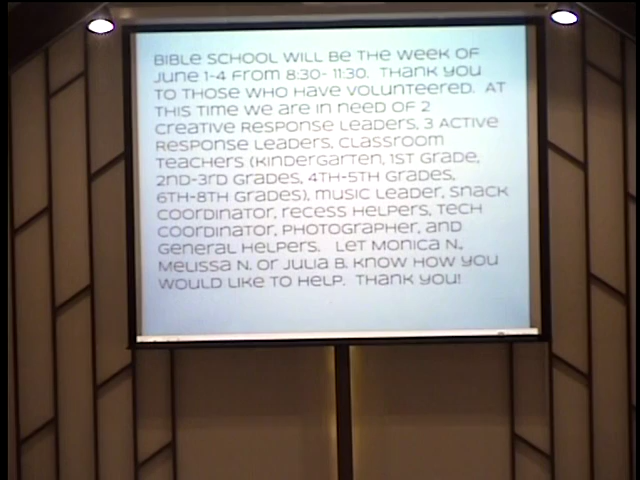 BIBLE SCHOOL WILL BE THE WEEK OF
JUNE 1-4 FROM 8:30- 11:30. THANK YOU
TO THOSE WHO HAVE VOLUNTEERED. AT
THIS TIME WE ARE IN NEED OF 2
CREATIVE RESPONSE LEADERS, 3 ACTIVE
RESPONSE LEADERS, CLASSROOM
TEACHERS (KINDERGARTEN, 1ST GRADE,
2ND-3RD GRADES, 4TH-5TH GRADES,
6TH-8TH GRADES), MUSIC LEADER, SNACK
COORDINATOR, RECESS HELPERS, TECH
COORDINATOR, PHOTOGRAPHER, AND
GENERAL HELPERS. LET MONICA N.,
MELISSA N. OR JULIA B. KNOW HOW YOU
WOULD LIKE TO HELP. THANK YOU!